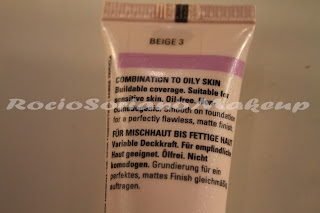 BEIGE 3
COMBINATION TO OILY SKIN
Buildable coverage. Suitable for
sensitive skin. Oil-free.
Smooth on foundation
for a perfectly flawless, matte finish.
FÜR MISCHHAUT BIS FETTIGE HAUT
Variable Deckkraft. Für empfindliche
Haut geeignet. Ölfrei. Nicht
komedogen. Grundierung für ein
perfektes, mattes Finish gleichmäßig
auftragen.